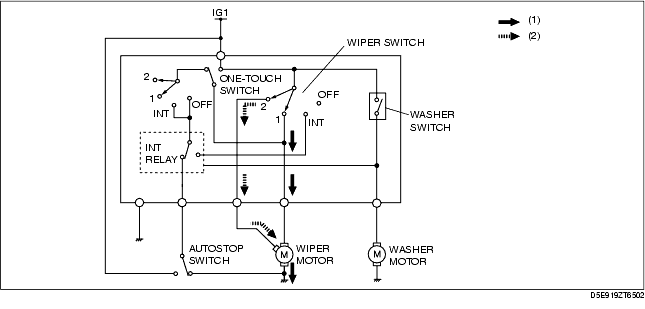 IG1
(1)
(2)
WIPER SWITCH
2
ONE-TOUCH
SWITCH
1
OFF
INT
2
OFF
1
INT
WASHER
SWITCH
INT
RELAY
AUTOSTOP
SWITCH
M
WIPER
MOTOR
M
WASHER
MOTOR
D5E919ZT6502